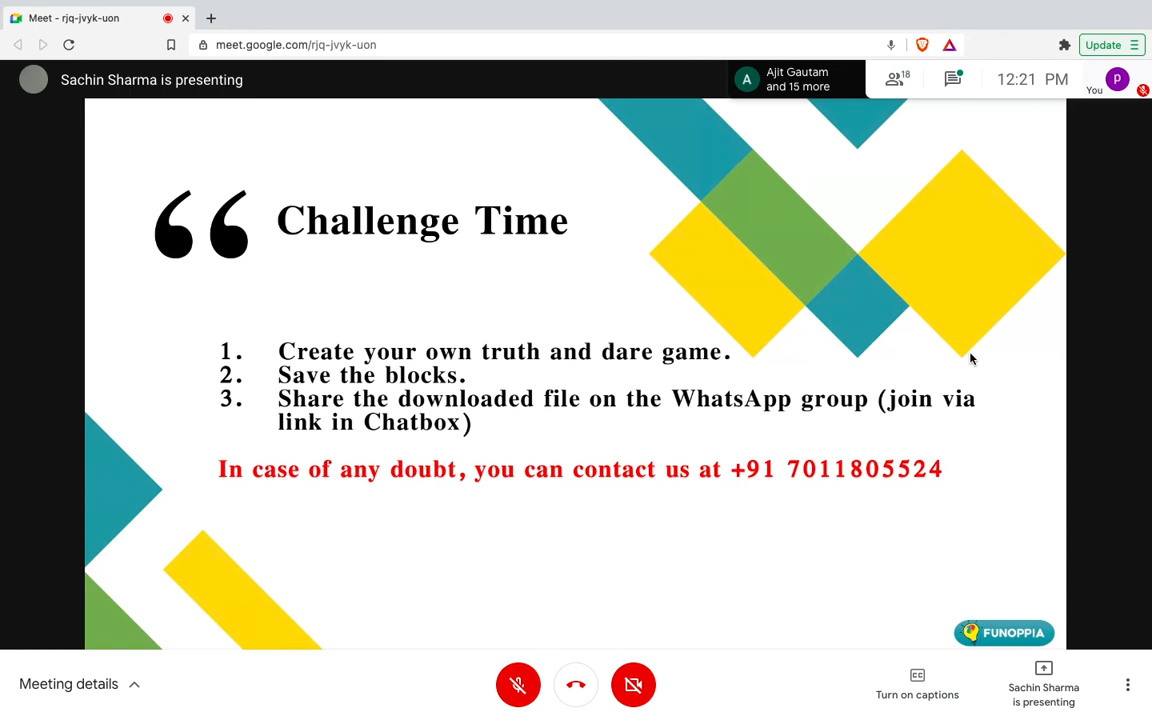 Meet - rjq-jvyk-uon
meet.google.com/rjq-jvyk-uon
Update
Sachin Sharma is presenting
A
Ajit Gautam
and 15 more
18
12:21 PM
You
P
“ Challenge Time
1. Create your own truth and dare game.
2. Save the blocks.
3. Share the downloaded file on the WhatsApp group (join via
link in Chatbox)
In case of any doubt, you can contact us at +91 7011805524
FUNOPPIA
Meeting details
CC
Turn on captions
Sachin Sharma
is presenting